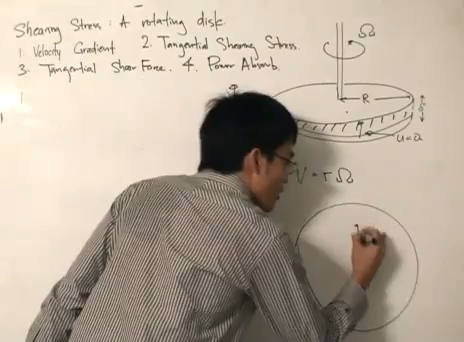 Shearing Stress: A rotating disk.
1. Velocity Gradient 2. Tangential Shearing Stress.
3. Tangential Shear Force. 4. Power Absorb.
Ω
R
V = rΩ